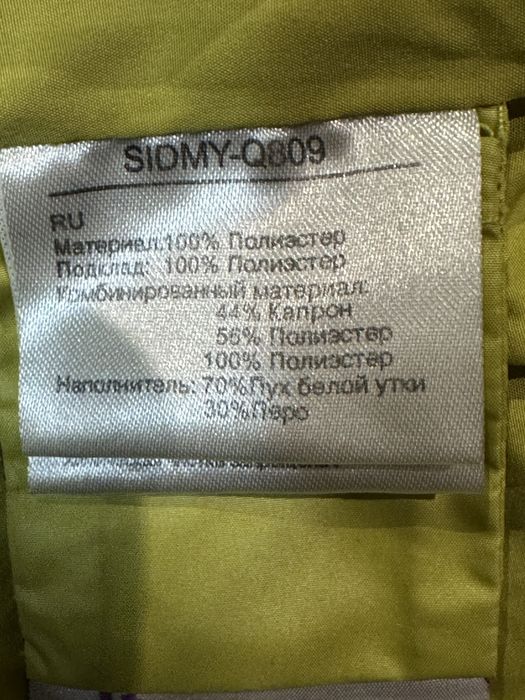 SIDMY-Q809
RU
Материал:100% Полиэстер
Подклад: 100% Полиэстер
Комбинированный материал:
44% Капрон
56% Полиэстер
100% Полиэстер
Наполнитель: 70%Пух белой утки
30%Перо